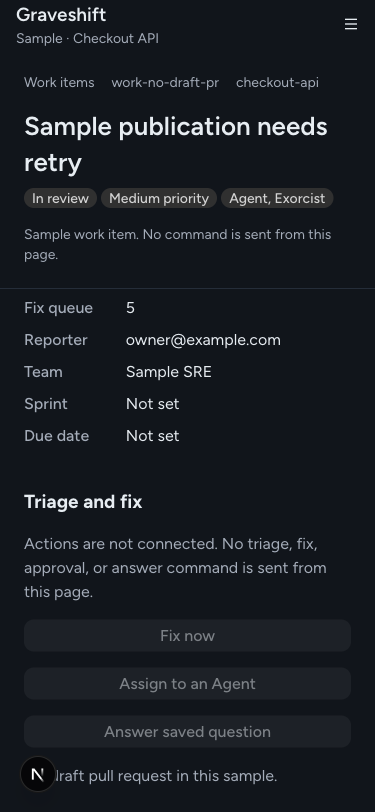 Graveshift
Sample · Checkout API
Work items work-no-draft-pr checkout-api
Sample publication needs
retry
In review Medium priority Agent, Exorcist
Sample work item. No command is sent from this
page.
Fix queue 5
Reporter owner@example.com
Team Sample SRE
Sprint Not set
Due date Not set
Triage and fix
Actions are not connected. No triage, fix,
approval, or answer command is sent from
this page.
Fix now
Assign to an Agent
Answer saved question
N draft pull request in this sample.